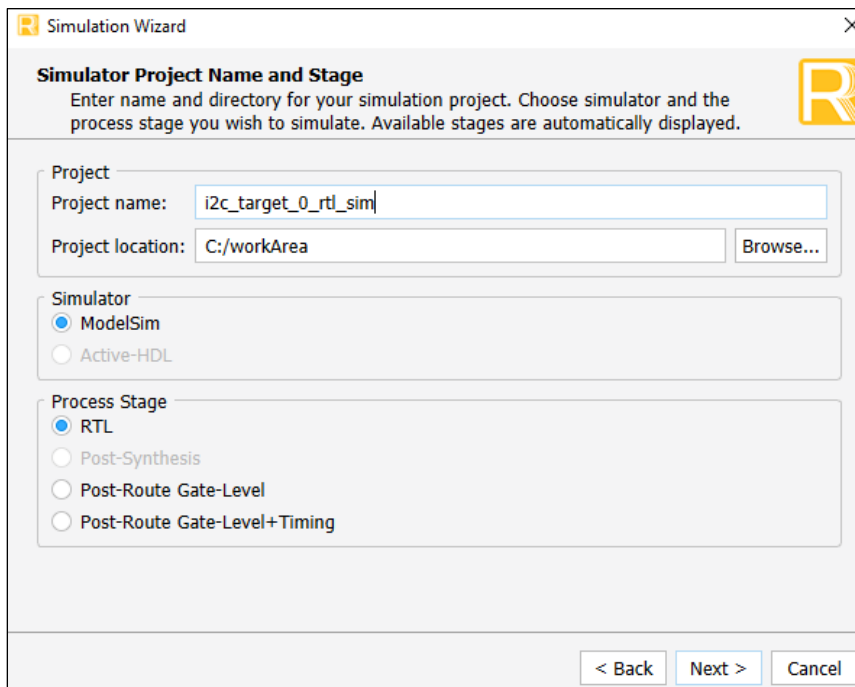 Simulation Wizard
Simulator Project Name and Stage
Enter name and directory for your simulation project. Choose simulator and the
process stage you wish to simulate. Available stages are automatically displayed.
Project
Project name: i2c_target_0_rtl_sim
Project location: C:/workArea Browse...
Simulator
ModelSim
Active-HDL
Process Stage
RTL
Post-Synthesis
Post-Route Gate-Level
Post-Route Gate-Level+Timing
< Back Next > Cancel